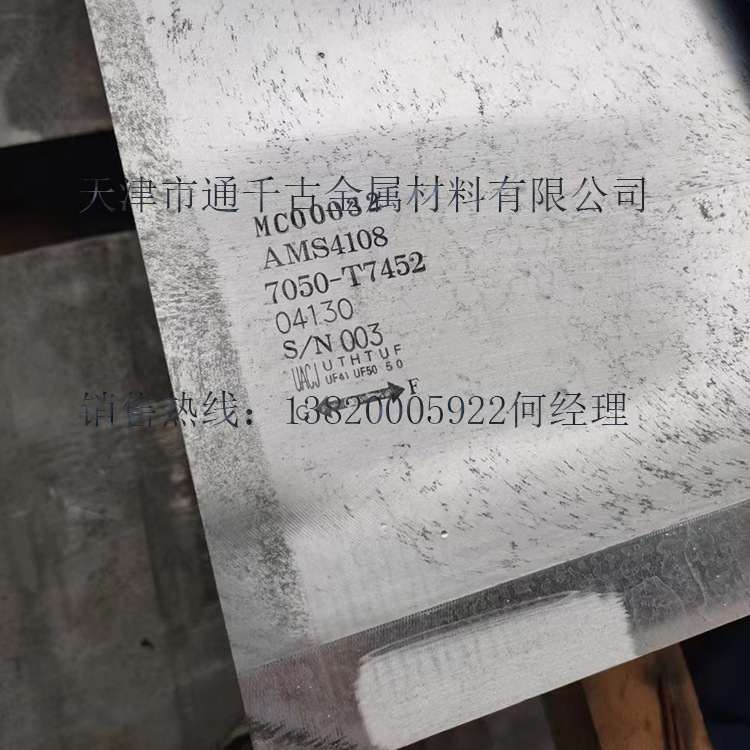 天津市通千古金属材料有限公司
MC00032
AMS4108
7050-T7452
04130
S/N 003
UTHTUF
UACJ UF41 UF50 50
销售热线：13820005922何经理
G F